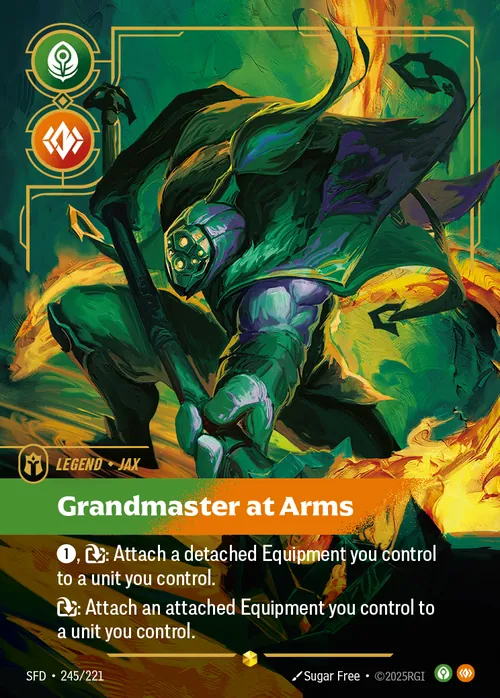 LEGEND • JAX
Grandmaster at Arms
1, : Attach a detached Equipment you control
to a unit you control.
: Attach an attached Equipment you control to
a unit you control.
SFD • 245/221
Sugar Free • ©2025RGI